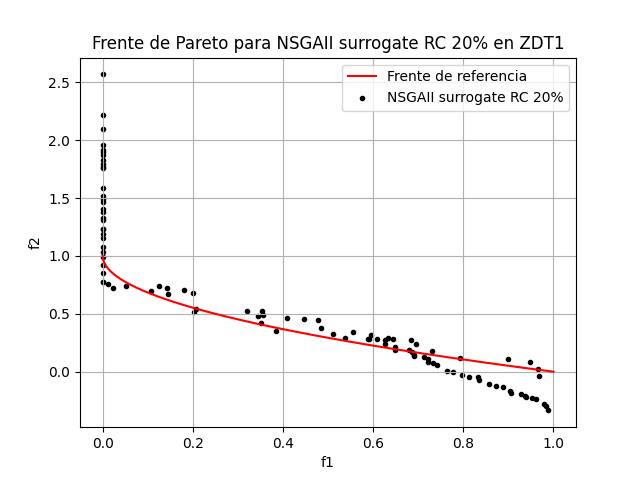 Frente de Pareto para NSGAII surrogate RC 20% en ZDT1
Frente de referencia
NSGAII surrogate RC 20%
2.5
2.0
1.5
1.0
0.5
0.0
f2
0.0 0.2 0.4 0.6 0.8 1.0
f1